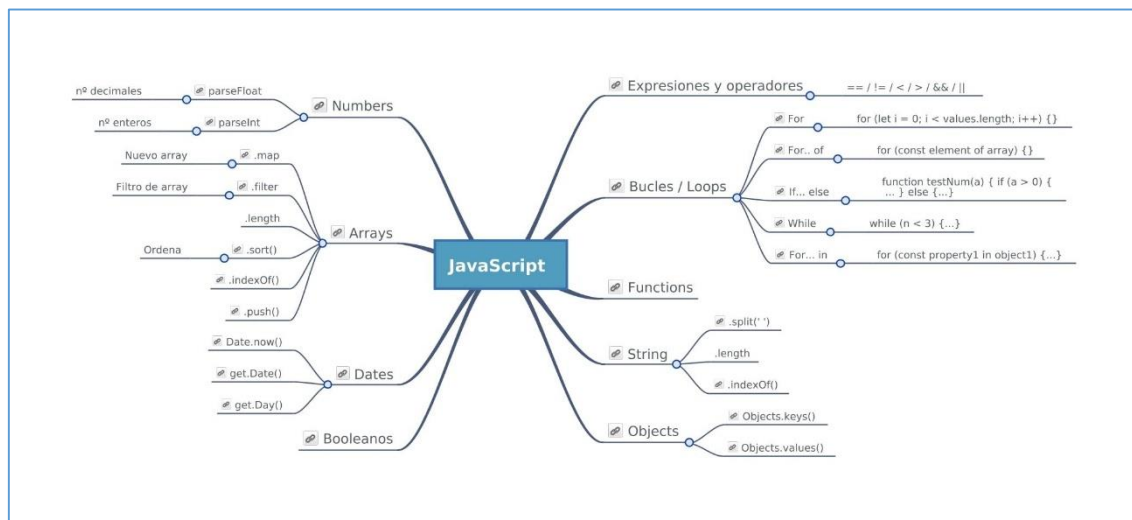 JavaScript
Numbers
parseFloat
nº decimales
parseInt
nº enteros
Arrays
.map
Nuevo array
.filter
Filtro de array
.length
.sort()
Ordena
.indexOf()
.push()
Dates
Date.now()
get.Date()
get.Day()
Booleanos
Expresiones y operadores
== / != / < / > / && / ||
Bucles / Loops
For
for (let i = 0; i < values.length; i++) {}
For.. of
for (const element of array) {}
If... else
function testNum(a) { if (a > 0) {
... } else {...}
While
while (n < 3) {...}
For... in
for (const property1 in object1) {...}
Functions
String
.split(' ')
.length
.indexOf()
Objects
Objects.keys()
Objects.values()